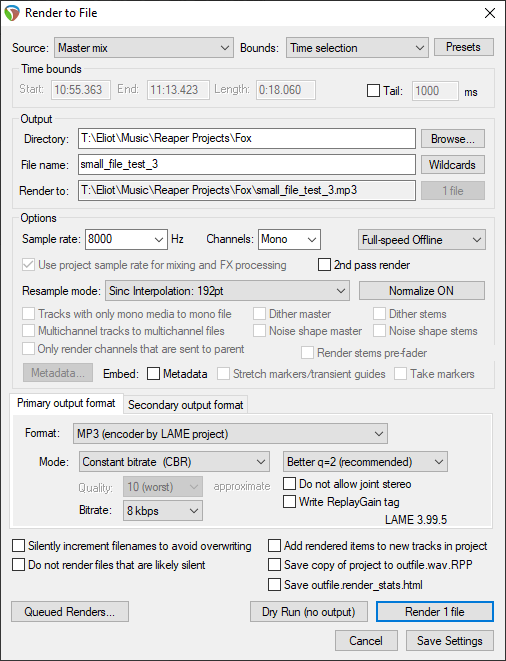 Render to File
Source: Master mix Bounds: Time selection Presets
Time bounds
Start: 10:55.363 End: 11:13.423 Length: 0:18.060 Tail: 1000 ms
Output
Directory: T:\Eliot\Music\Reaper Projects\Fox Browse...
File name: small_file_test_3 Wildcards
Render to: T:\Eliot\Music\Reaper Projects\Fox\small_file_test_3.mp3 1 file
Options
Sample rate: 8000 Hz Channels: Mono Full-speed Offline
Use project sample rate for mixing and FX processing 2nd pass render
Resample mode: Sinc Interpolation: 192pt Normalize ON
Tracks with only mono media to mono file Dither master Dither stems
Multichannel tracks to multichannel files Noise shape master Noise shape stems
Only render channels that are sent to parent Render stems pre-fader
Metadata... Embed: Metadata Stretch markers/transient guides Take markers
Primary output format Secondary output format
Format: MP3 (encoder by LAME project)
Mode: Constant bitrate (CBR) Better q=2 (recommended)
Quality: 10 (worst) approximate Do not allow joint stereo
Bitrate: 8 kbps Write ReplayGain tag
LAME 3.99.5
Silently increment filenames to avoid overwriting Add rendered items to new tracks in project
Do not render files that are likely silent Save copy of project to outfile.wav.RPP
Save outfile.render_stats.html
Queued Renders... Dry Run (no output) Render 1 file
Cancel Save Settings